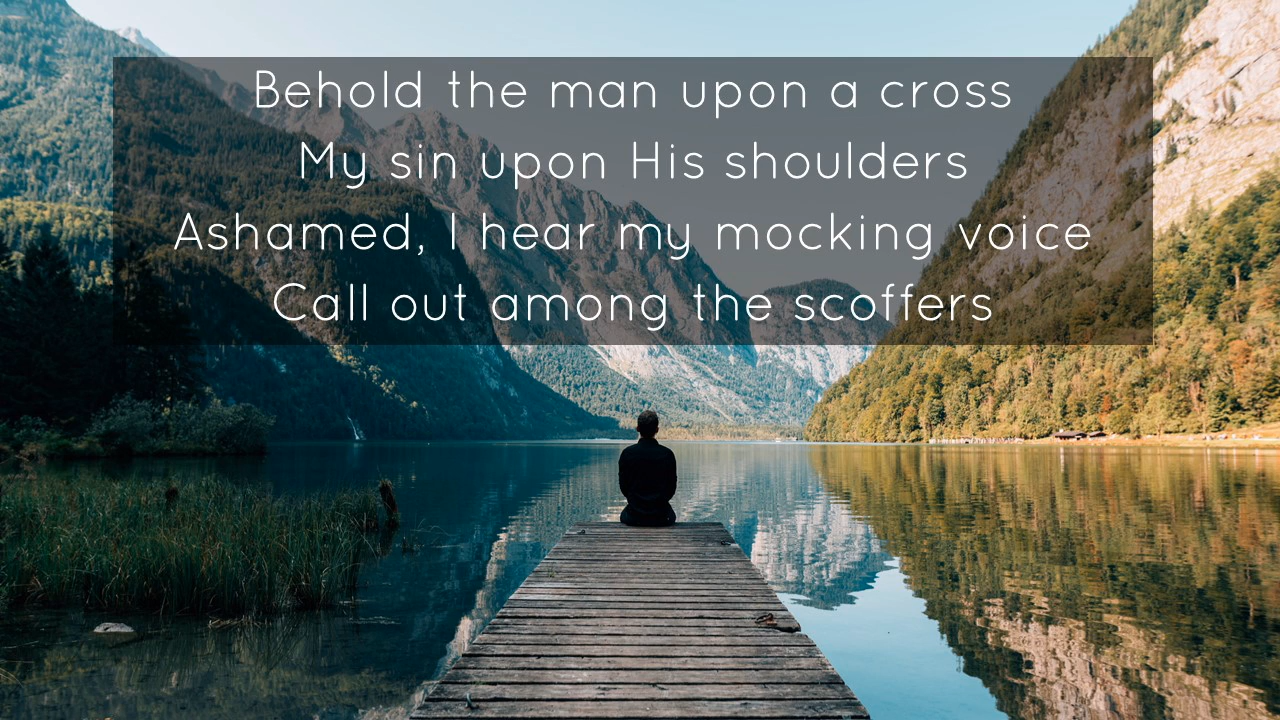 Behold the man upon a cross
My sin upon His shoulders
Ashamed, I hear my mocking voice
Call out among the scoffers